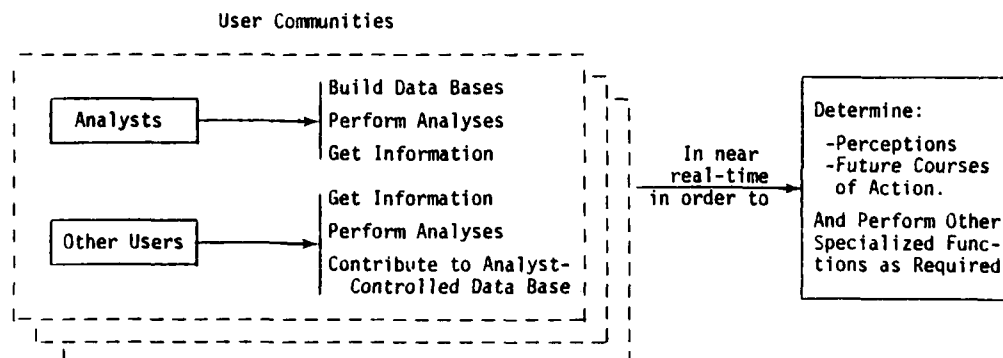 User Communities
Analysts
Build Data Bases
Perform Analyses
Get Information
Other Users
Get Information
Perform Analyses
Contribute to Analyst-
Controlled Data Base
In near
real-time
in order to
Determine:
-Perceptions
-Future Courses
of Action.
And Perform Other
Specialized Func-
tions as Required